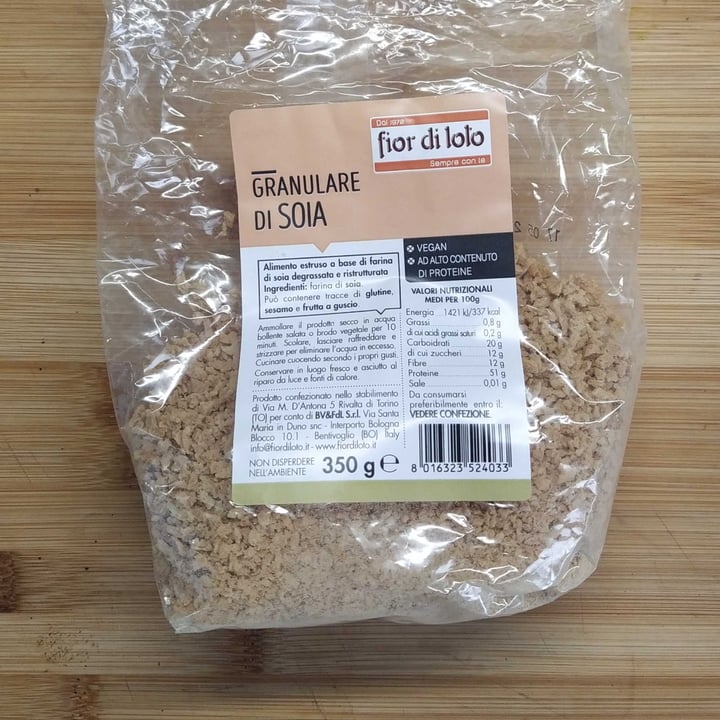 Dal 1972
fior di loto
Sempre con te
GRANULARE
DI SOIA
Alimento estruso a base di farina
di soia degrassata e ristrutturata
Ingredienti: farina di soia.
Può contenere tracce di glutine,
sesamo e frutta a guscio.
Ammollare il prodotto secco in acqua
bollente salata o brodo vegetale per 10
minuti. Scolare, lasciare raffreddare e
strizzare per eliminare l'acqua in eccesso.
Cucinare cuocendo secondo i propri gusti.
Conservare in luogo fresco e asciutto al
riparo da luce e fonti di calore.
Prodotto confezionato nello stabilimento
di Via M. D'Antona 5 Rivalta di Torino
(TO) per conto di BV&FdL S.r.l. Via Santa
Maria in Duno snc - Interporto Bologna
Blocco 10.1 - Bentivoglio (BO) Italy
info@fiordiloto.it - www.fiordiloto.it
NON DISPERDERE
NELL'AMBIENTE
350 g e
VEGAN
AD ALTO CONTENUTO
DI PROTEINE
VALORI NUTRIZIONALI
MEDI PER 100g
Energia 1421 kJ/337 kcal
Grassi 0,8 g
di cui acidi grassi saturi 0,2 g
Carboidrati 20 g
di cui zuccheri 12 g
Fibre 12 g
Proteine 51 g
Sale 0,01 g
Da consumarsi
preferibilmente entro il:
VEDERE CONFEZIONE.
8 016323 524033
17 05 2